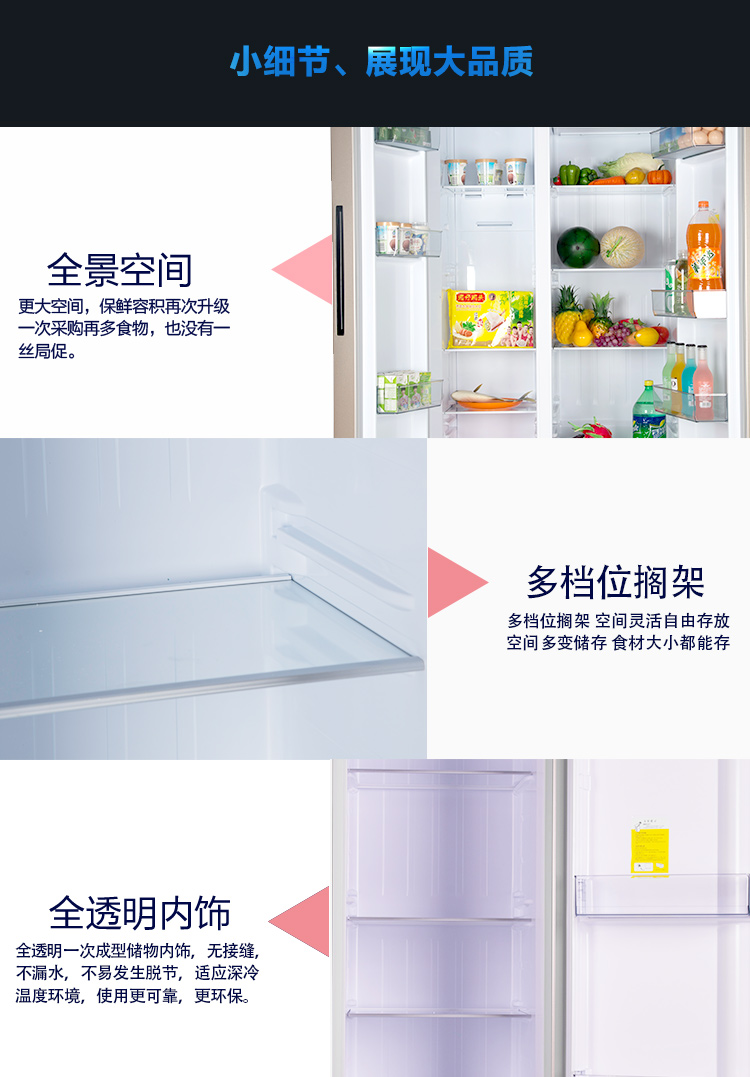 小细节、展现大品质
全景空间
更大空间，保鲜容积再次升级
一次采购再多食物，也没有一
丝局促。
多档位搁架
多档位搁架 空间灵活自由存放
空间多变储存 食材大小都能存
全透明内饰
全透明一次成型储物内饰，无接缝，
不漏水，不易发生脱节，适应深冷
温度环境，使用更可靠，更环保。